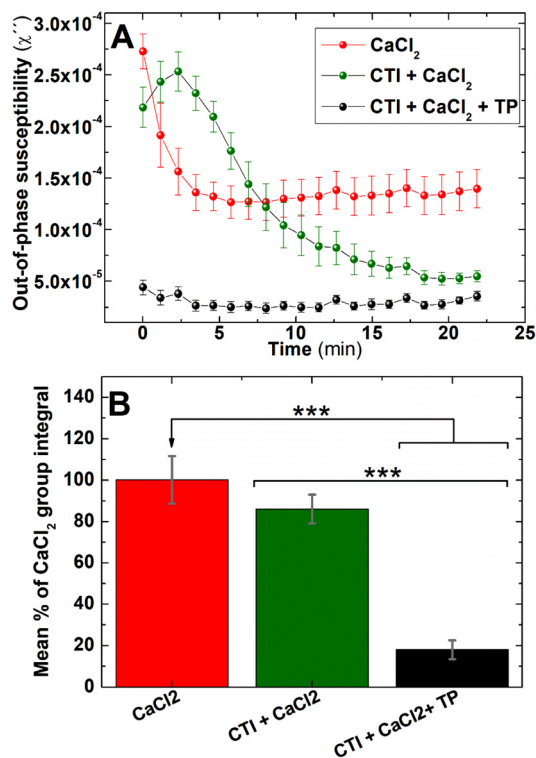 A
Out-of-phase susceptibility (χ´´)
3.0x10⁻⁴
2.5x10⁻⁴
2.0x10⁻⁴
1.5x10⁻⁴
1.0x10⁻⁴
5.0x10⁻⁵
CaCl₂
CTI + CaCl₂
CTI + CaCl₂ + TP
0 5 10 15 20 25
Time (min)
B
Mean % of CaCl₂ group integral
140
120
100
80
60
40
20
0
***
***
CaCl2
CTI + CaCl2
CTI + CaCl2+ TP